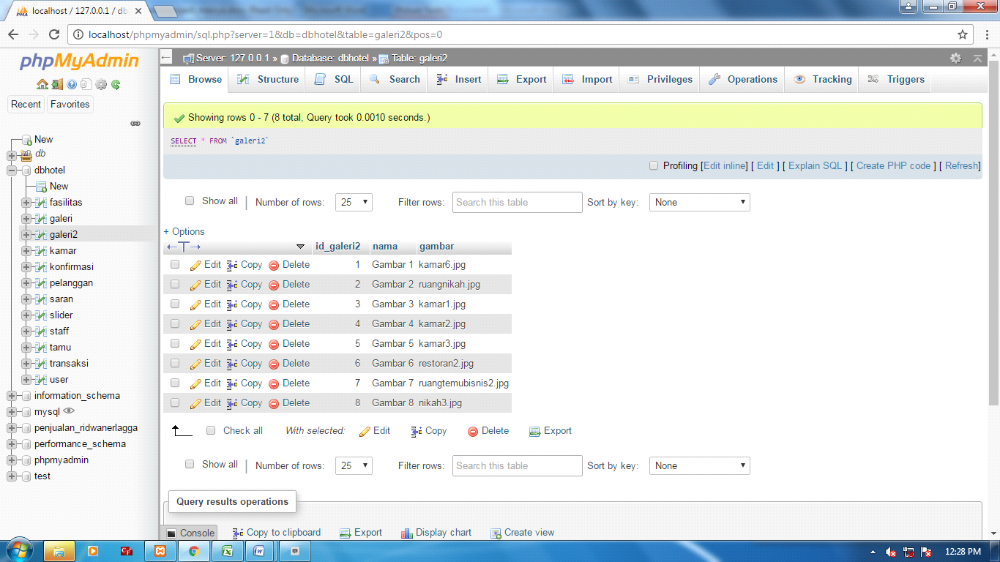 localhost / 127.0.0.1 / db
localhost/phpmyadmin/sql.php?server=1&db=dbhotel&table=galeri2&pos=0
phpMyAdmin
Recent Favorites
New
db
dbhotel
New
fasilitas
galeri
galeri2
kamar
konfirmasi
pelanggan
saran
slider
staff
tamu
transaksi
user
information_schema
mysql
penjualan_ridwanerlagga
performance_schema
phpmyadmin
test
Server: 127.0.0.1 » Database: dbhotel » Table: galeri2
Browse Structure SQL Search Insert Export Import Privileges Operations Tracking Triggers
Showing rows 0 - 7 (8 total, Query took 0.0010 seconds.)
SELECT * FROM `galeri2`
Profiling [Edit inline] [ Edit ] [ Explain SQL ] [ Create PHP code ] [ Refresh]
Show all | Number of rows: 25 Filter rows: Search this table Sort by key: None
+ Options
id_galeri2 nama gambar
Edit Copy Delete 1 Gambar 1 kamar6.jpg
Edit Copy Delete 2 Gambar 2 ruangnikah.jpg
Edit Copy Delete 3 Gambar 3 kamar1.jpg
Edit Copy Delete 4 Gambar 4 kamar2.jpg
Edit Copy Delete 5 Gambar 5 kamar3.jpg
Edit Copy Delete 6 Gambar 6 restoran2.jpg
Edit Copy Delete 7 Gambar 7 ruangtemubisnis2.jpg
Edit Copy Delete 8 Gambar 8 nikah3.jpg
Check all With selected: Edit Copy Delete Export
Show all | Number of rows: 25 Filter rows: Search this table Sort by key: None
Query results operations
Console Copy to clipboard Export Display chart Create view
12:28 PM